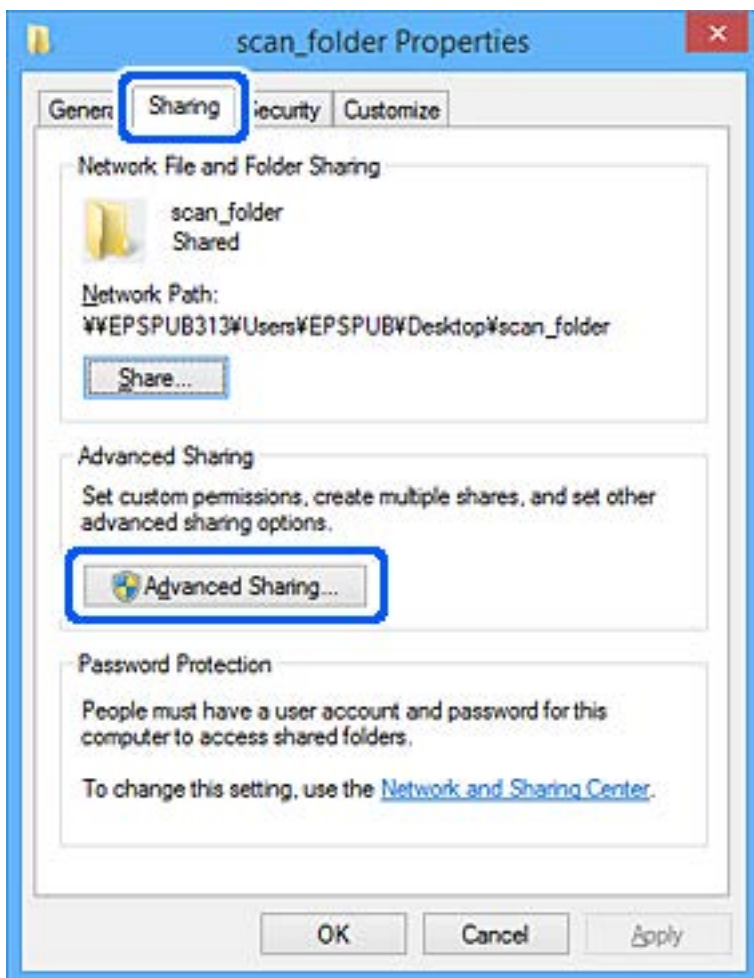 scan_folder Properties
General Sharing Security Customize
Network File and Folder Sharing
scan_folder
Shared
Network Path:
¥¥EPSPUB313¥Users¥EPSPUB¥Desktop¥scan_folder
Share...
Advanced Sharing
Set custom permissions, create multiple shares, and set other
advanced sharing options.
Advanced Sharing...
Password Protection
People must have a user account and password for this
computer to access shared folders.
To change this setting, use the Network and Sharing Center.
OK Cancel Apply